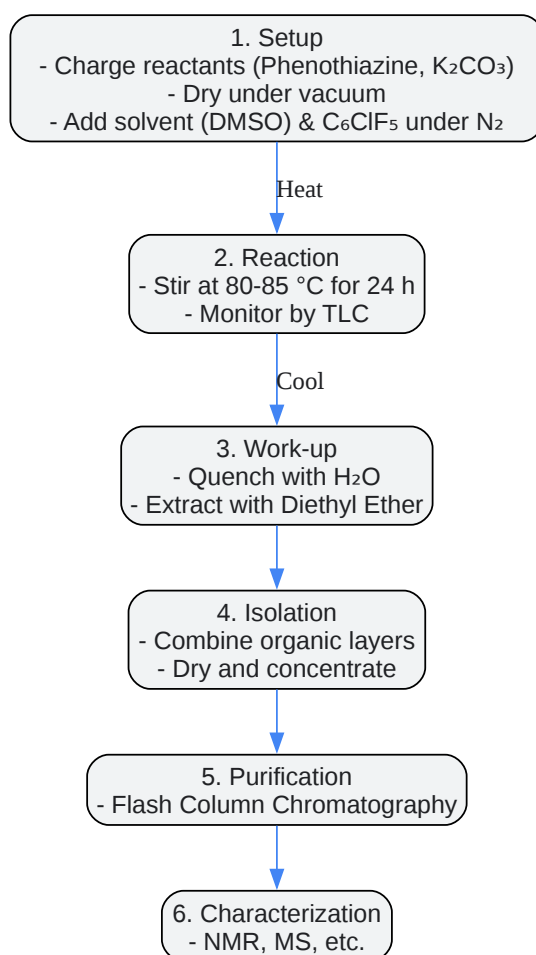 1. Setup
- Charge reactants (Phenothiazine, K₂CO₃)
- Dry under vacuum
- Add solvent (DMSO) & C₆ClF₅ under N₂
Heat
2. Reaction
- Stir at 80-85 °C for 24 h
- Monitor by TLC
Cool
3. Work-up
- Quench with H₂O
- Extract with Diethyl Ether
4. Isolation
- Combine organic layers
- Dry and concentrate
5. Purification
- Flash Column Chromatography
6. Characterization
- NMR, MS, etc.